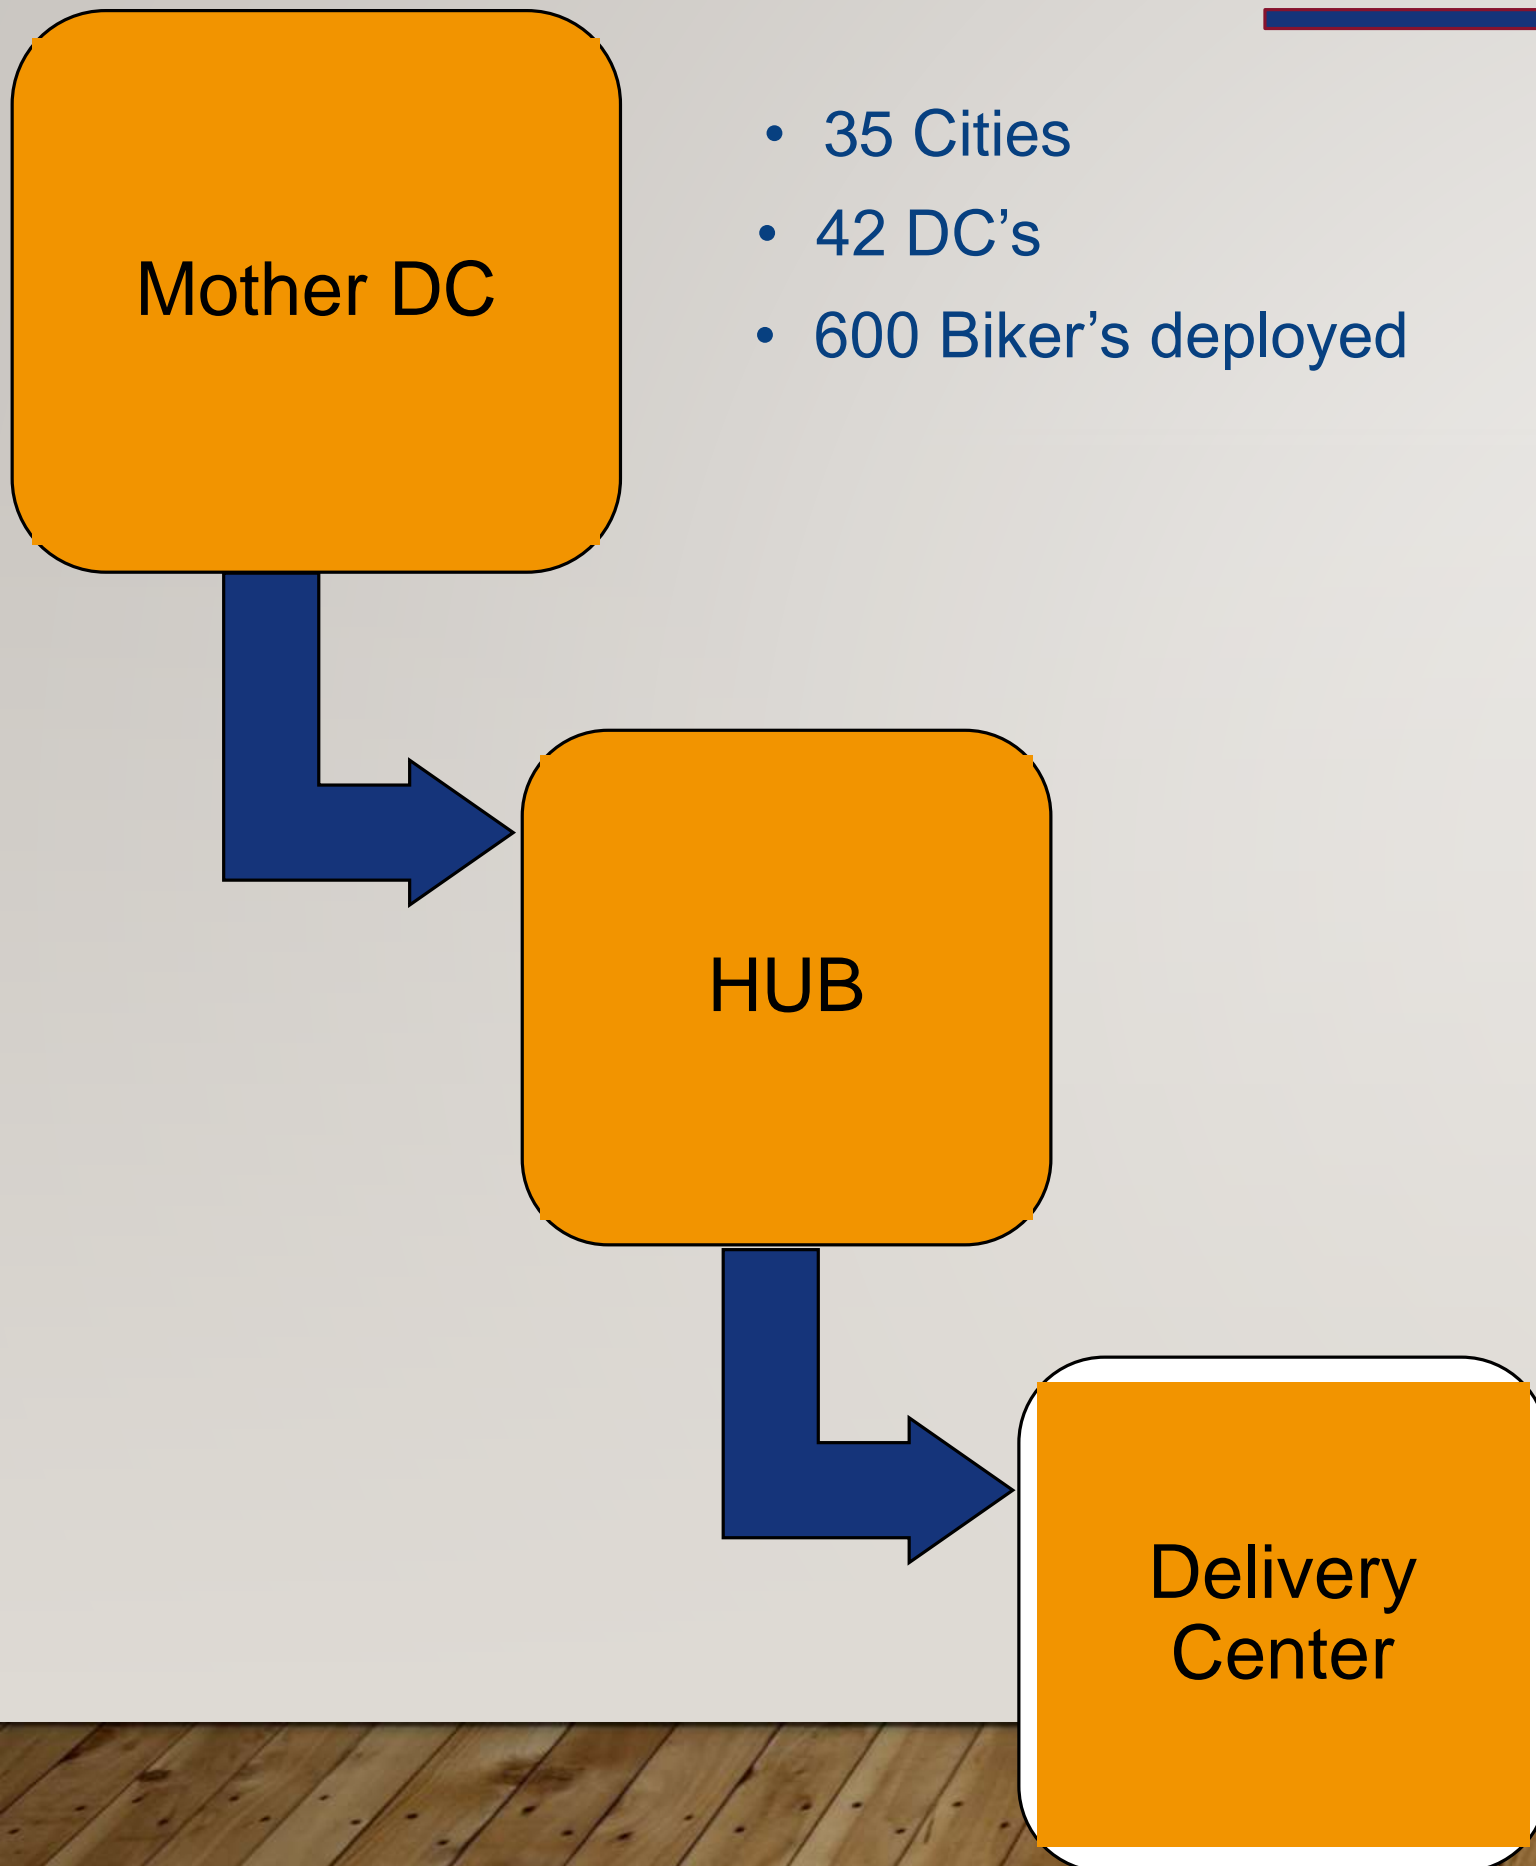 Mother DC
• 35 Cities
• 42 DC’s
• 600 Biker’s deployed
HUB
Delivery
Center